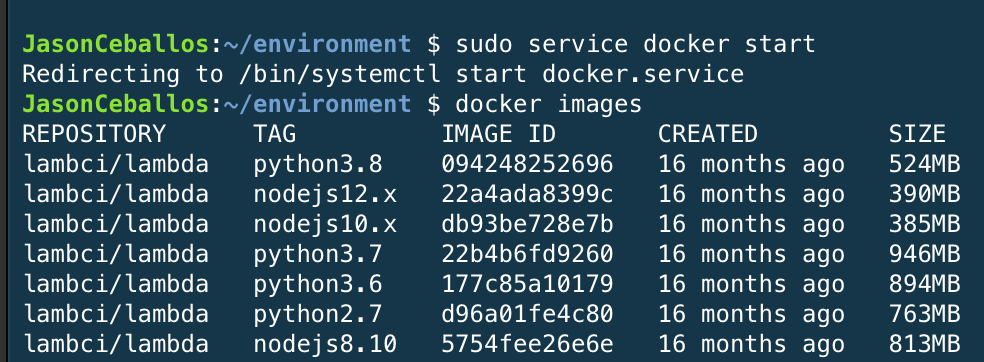 JasonCeballos:~/environment $ sudo service docker start
Redirecting to /bin/systemctl start docker.service
JasonCeballos:~/environment $ docker images
REPOSITORY TAG IMAGE ID CREATED SIZE
lambci/lambda python3.8 094248252696 16 months ago 524MB
lambci/lambda nodejs12.x 22a4ada8399c 16 months ago 390MB
lambci/lambda nodejs10.x db93be728e7b 16 months ago 385MB
lambci/lambda python3.7 22b4b6fd9260 16 months ago 946MB
lambci/lambda python3.6 177c85a10179 16 months ago 894MB
lambci/lambda python2.7 d96a01fe4c80 16 months ago 763MB
lambci/lambda nodejs8.10 5754fee26e6e 16 months ago 813MB